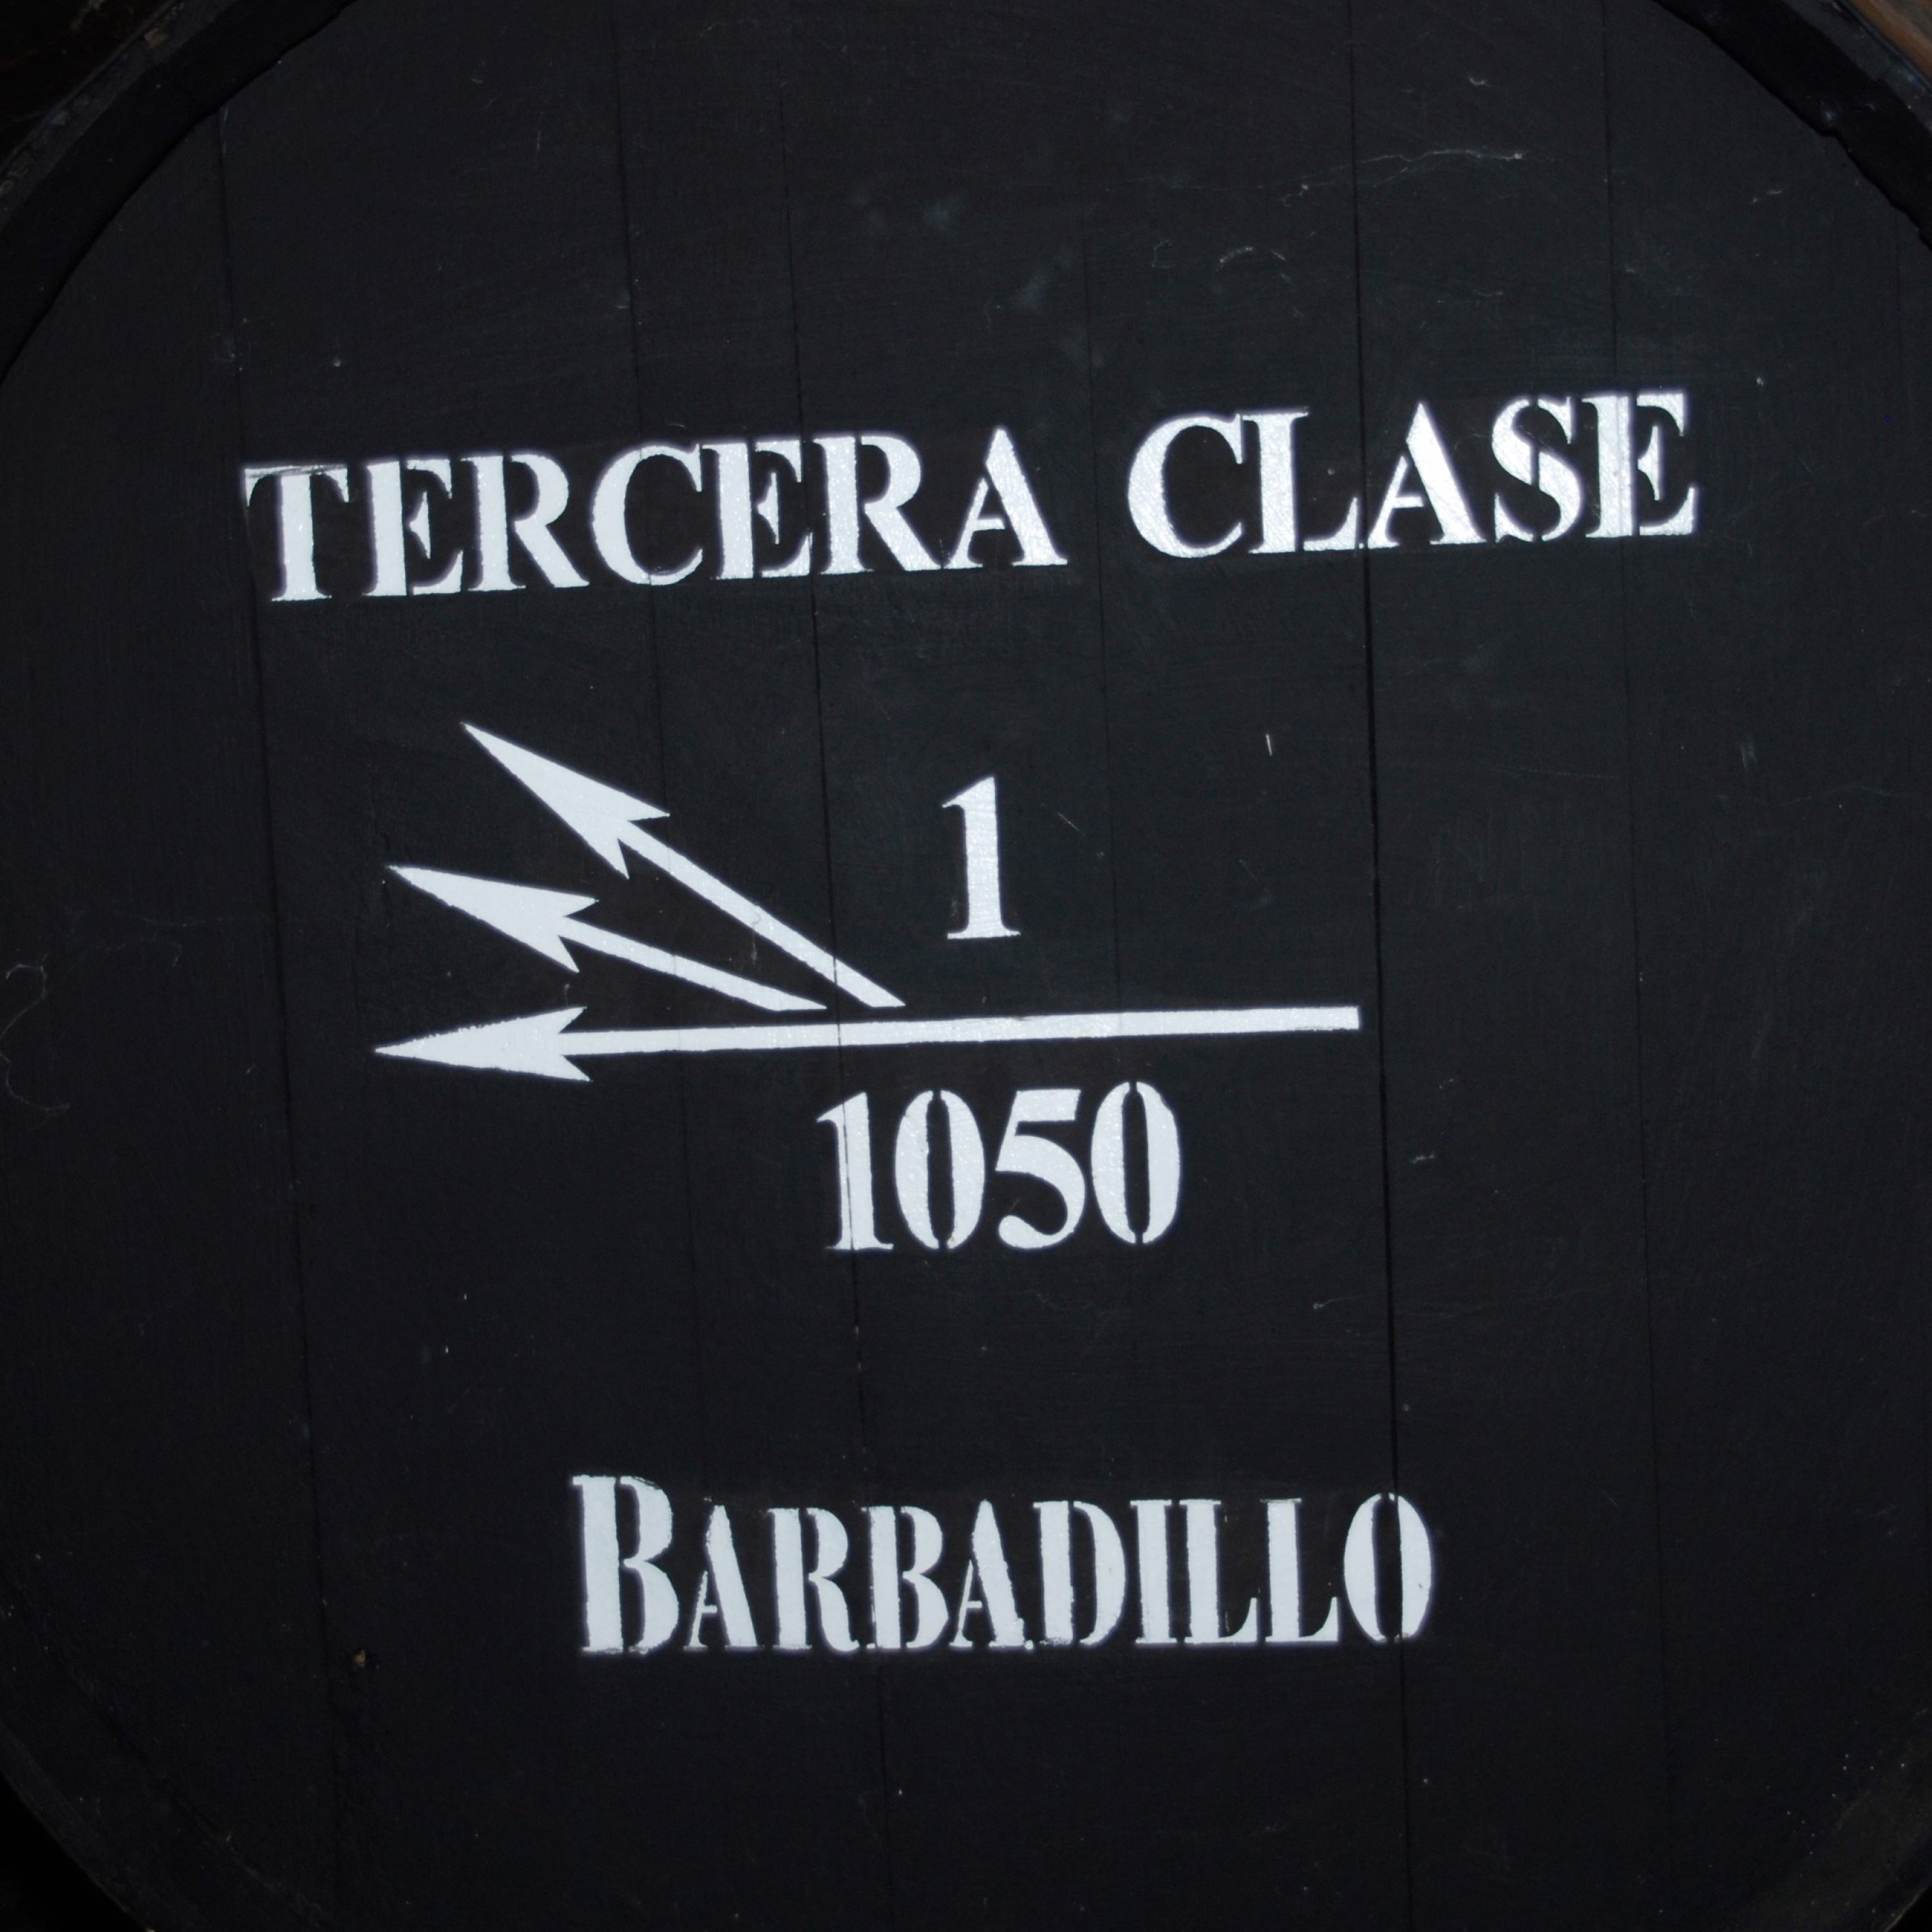 TERCERA CLASE
1
1050
BARBADILLO